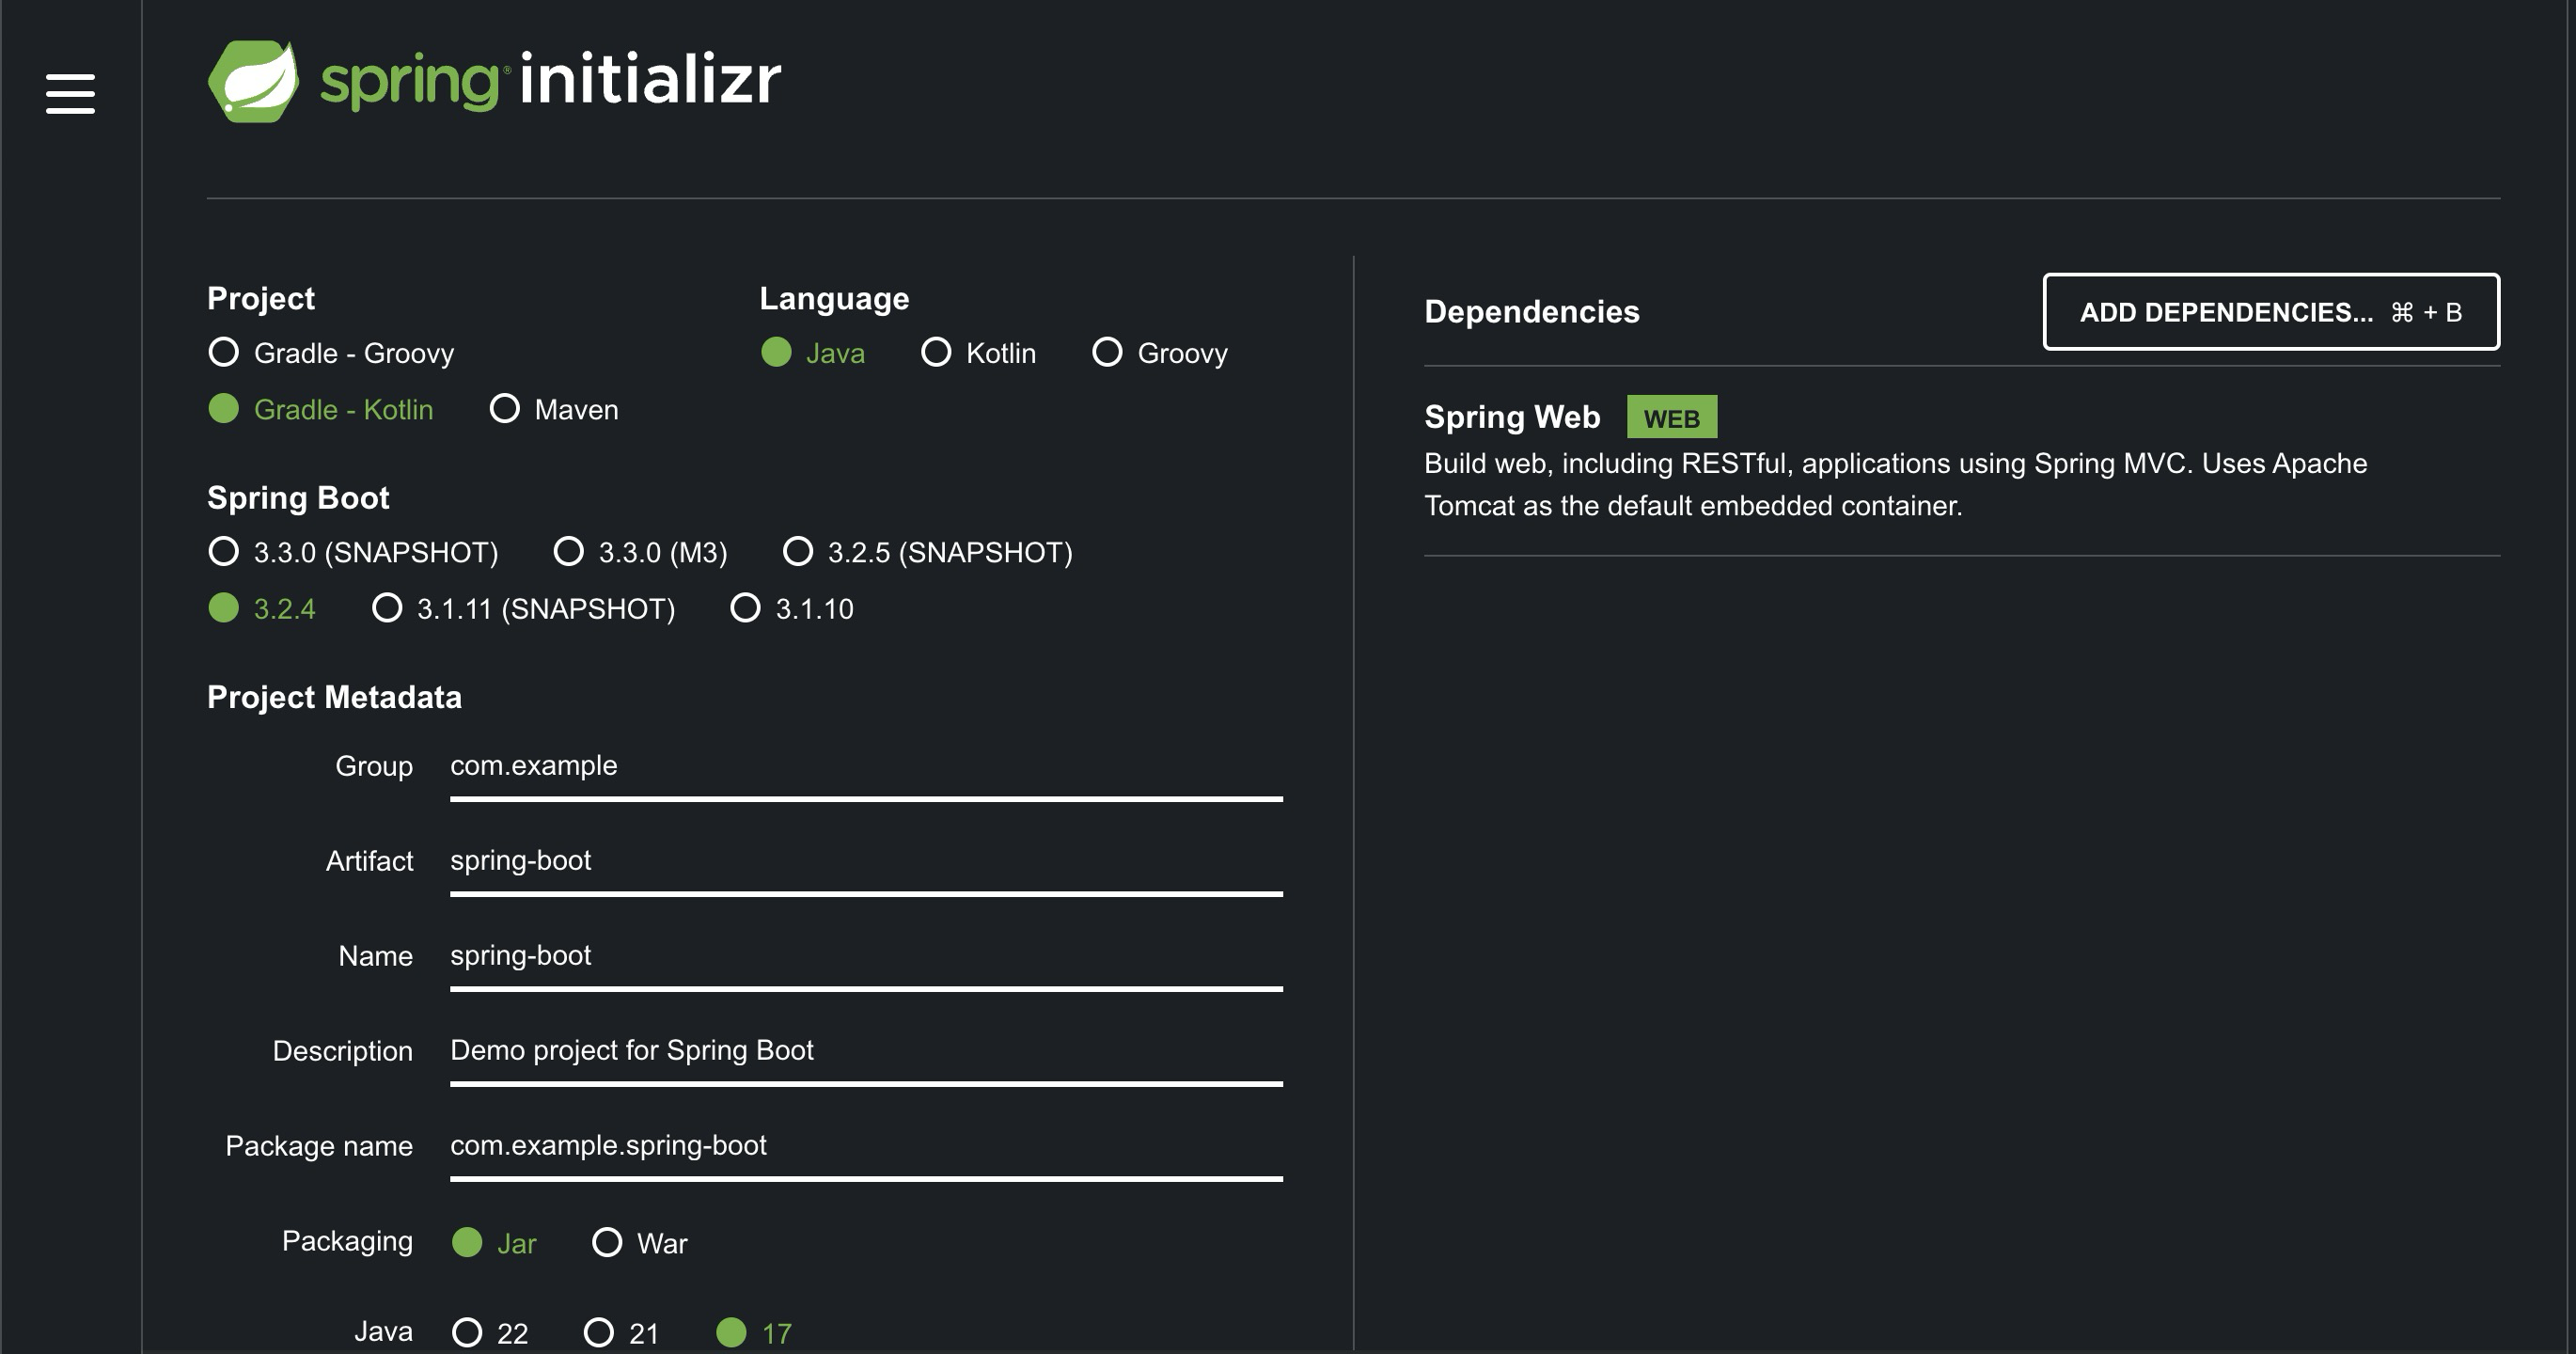 spring® initializr
Project
Gradle - Groovy
Gradle - Kotlin Maven
Language
Java Kotlin Groovy
Spring Boot
3.3.0 (SNAPSHOT) 3.3.0 (M3) 3.2.5 (SNAPSHOT)
3.2.4 3.1.11 (SNAPSHOT) 3.1.10
Project Metadata
Group com.example
Artifact spring-boot
Name spring-boot
Description Demo project for Spring Boot
Package name com.example.spring-boot
Packaging Jar War
Java 22 21 17
Dependencies ADD DEPENDENCIES... ⌘ + B
Spring Web WEB
Build web, including RESTful, applications using Spring MVC. Uses Apache
Tomcat as the default embedded container.